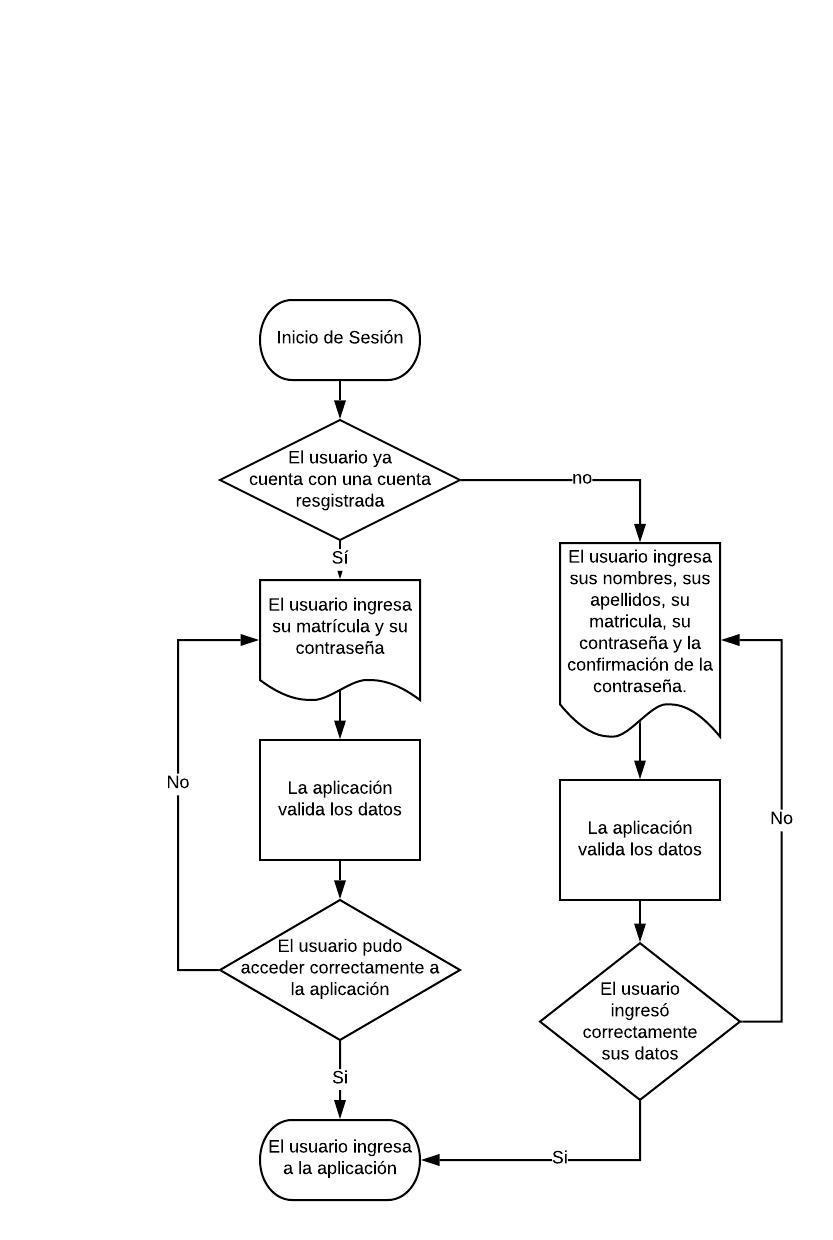 Inicio de Sesión
El usuario ya
cuenta con una cuenta
resgistrada
no
Sí
El usuario ingresa
su matrícula y su
contraseña
El usuario ingresa
sus nombres, sus
apellidos, su
matricula, su
contraseña y la
confirmación de la
contraseña.
No
La aplicación
valida los datos
La aplicación
valida los datos
No
El usuario pudo
acceder correctamente a
la aplicación
El usuario
ingresó
correctamente
sus datos
Si
El usuario ingresa
a la aplicación
Si